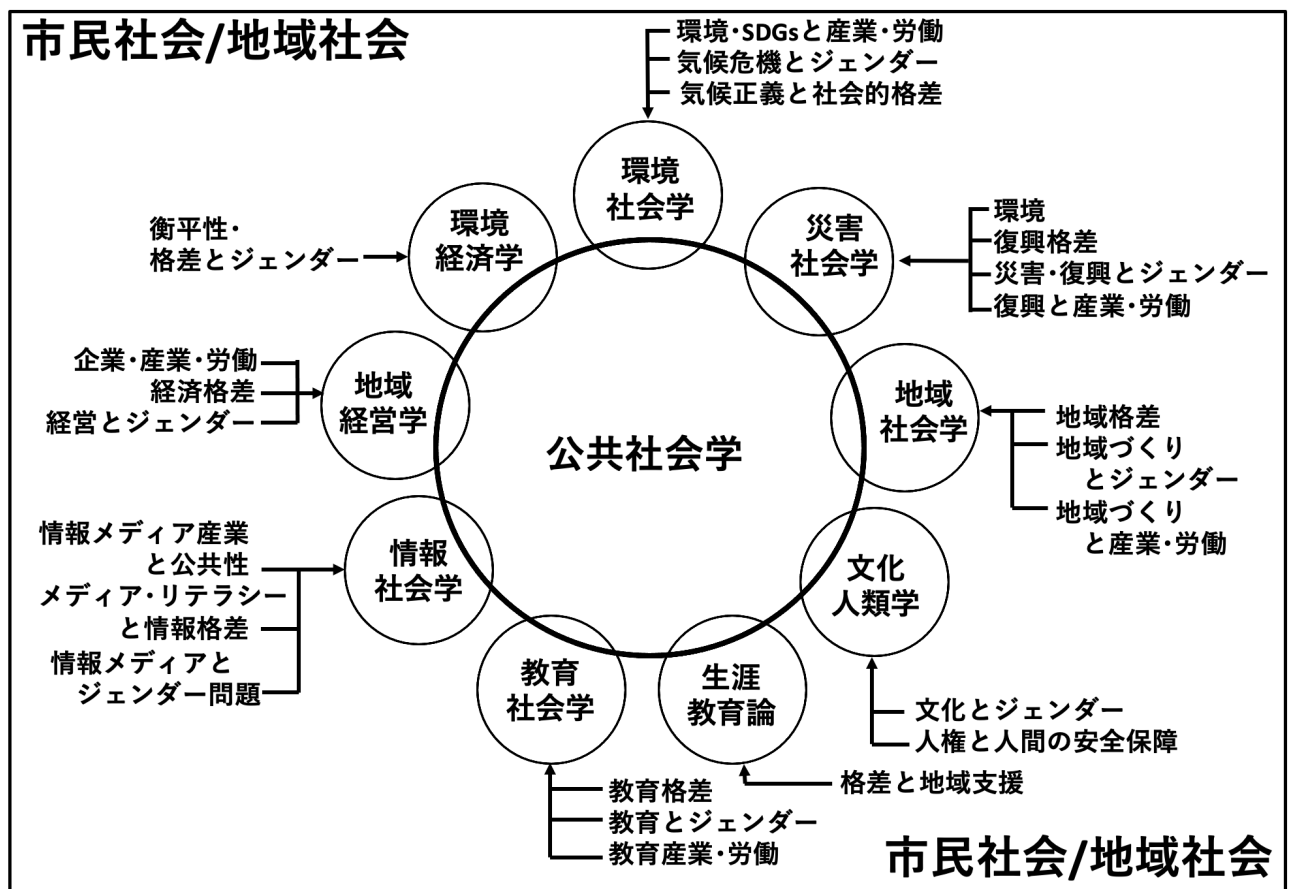 市民社会/地域社会
環境・SDGsと産業・労働
気候危機とジェンダー
気候正義と社会的格差
環境
社会学
環境
経済学
衡平性・
格差とジェンダー
災害
社会学
環境
復興格差
災害・復興とジェンダー
復興と産業・労働
企業・産業・労働
経済格差
経営とジェンダー
地域
経営学
公共社会学
地域
社会学
地域格差
地域づくり
とジェンダー
地域づくり
と産業・労働
情報メディア産業
と公共性
メディア・リテラシー
と情報格差
情報メディアと
ジェンダー問題
情報
社会学
文化
人類学
文化とジェンダー
人権と人間の安全保障
教育
社会学
生涯
教育論
格差と地域支援
教育格差
教育とジェンダー
教育産業・労働
市民社会/地域社会